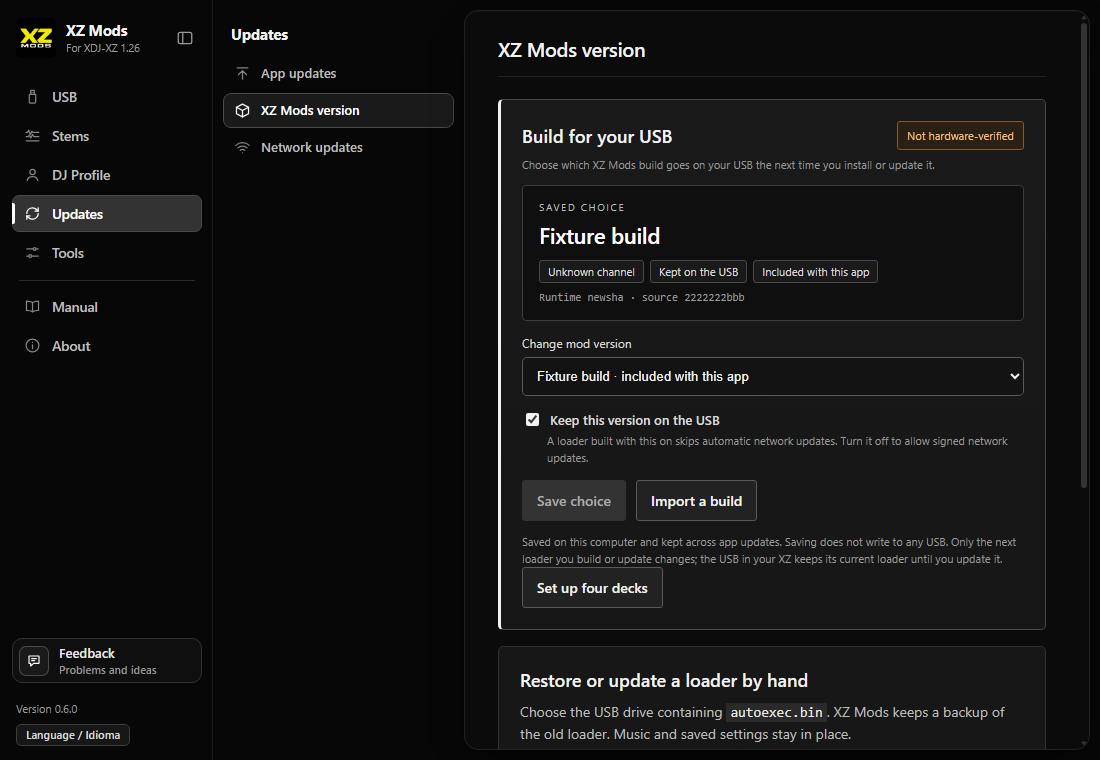 XZ
MODS
XZ Mods
For XDJ-XZ 1.26
USB
Stems
DJ Profile
Updates
Tools
Manual
About
Feedback
Problems and ideas
Version 0.6.0
Language / Idioma
Updates
App updates
XZ Mods version
Network updates
XZ Mods version
Build for your USB
Not hardware-verified
Choose which XZ Mods build goes on your USB the next time you install or update it.
SAVED CHOICE
Fixture build
Unknown channel
Kept on the USB
Included with this app
Runtime newsha · source 2222222bbb
Change mod version
Fixture build · included with this app
Keep this version on the USB
A loader built with this on skips automatic network updates. Turn it off to allow signed network
updates.
Save choice
Import a build
Saved on this computer and kept across app updates. Saving does not write to any USB. Only the next
loader you build or update changes; the USB in your XZ keeps its current loader until you update it.
Set up four decks
Restore or update a loader by hand
Choose the USB drive containing autoexec.bin. XZ Mods keeps a backup of
the old loader. Music and saved settings stay in place.